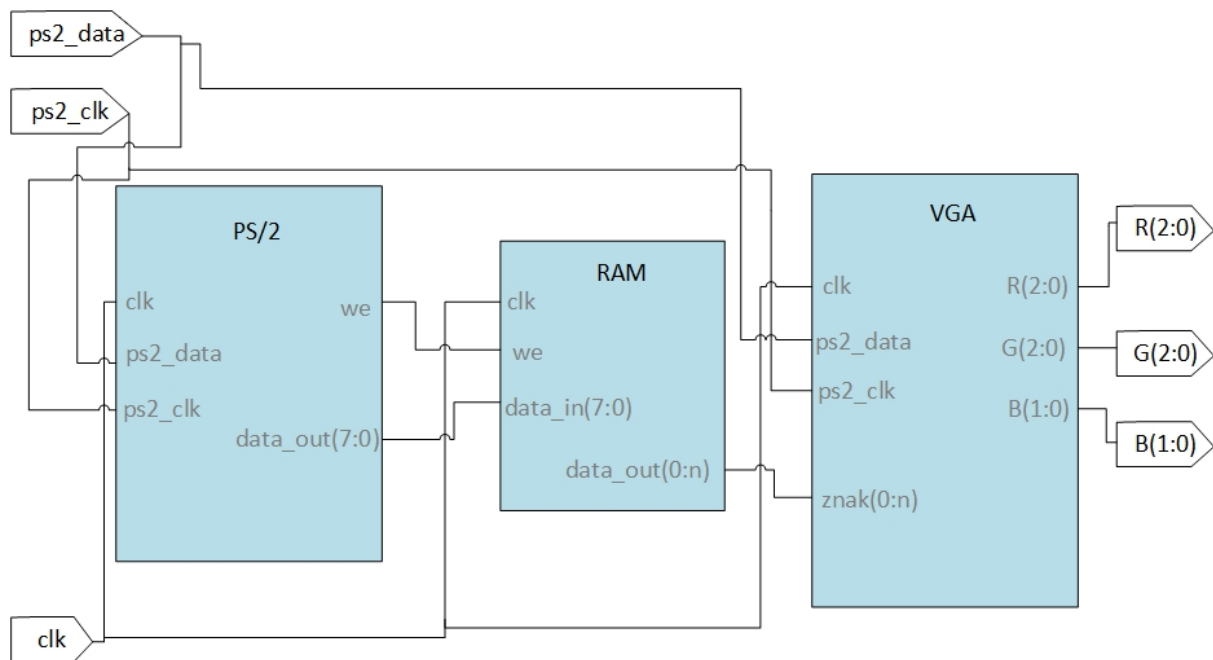 ps2_data
ps2_clk
clk
PS/2
clk
we
ps2_data
ps2_clk
data_out(7:0)
RAM
clk
we
data_in(7:0)
data_out(0:n)
VGA
clk
R(2:0)
ps2_data
G(2:0)
ps2_clk
B(1:0)
znak(0:n)
R(2:0)
G(2:0)
B(1:0)